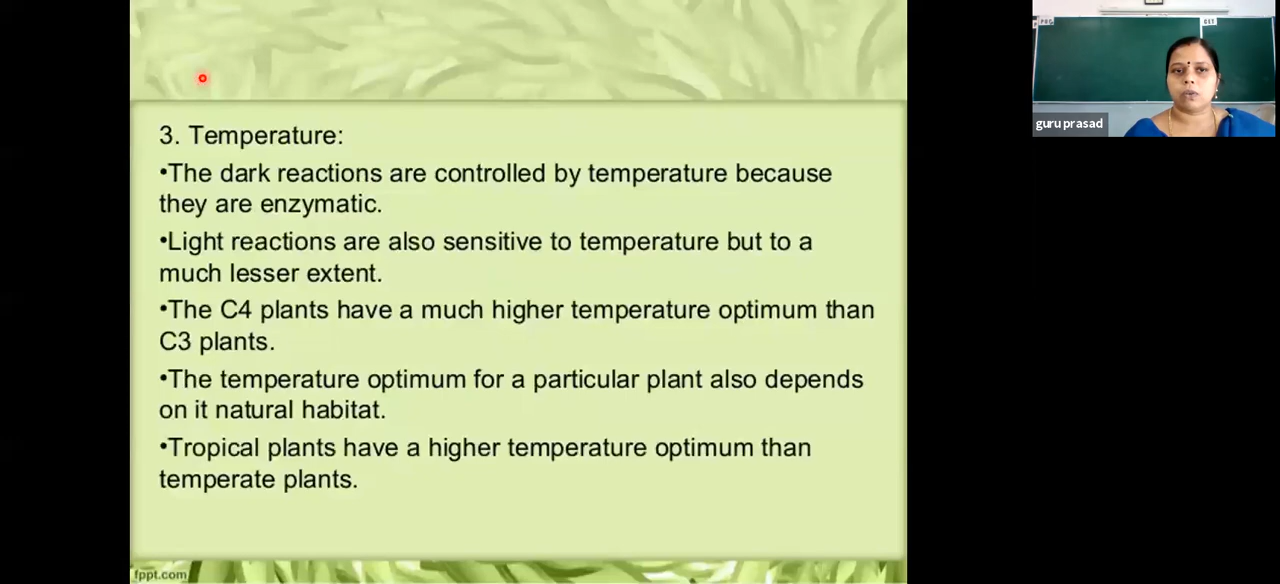 3. Temperature:
•The dark reactions are controlled by temperature because
they are enzymatic.
•Light reactions are also sensitive to temperature but to a
much lesser extent.
•The C4 plants have a much higher temperature optimum than
C3 plants.
•The temperature optimum for a particular plant also depends
on it natural habitat.
•Tropical plants have a higher temperature optimum than
temperate plants.
fppt.com
guru prasad